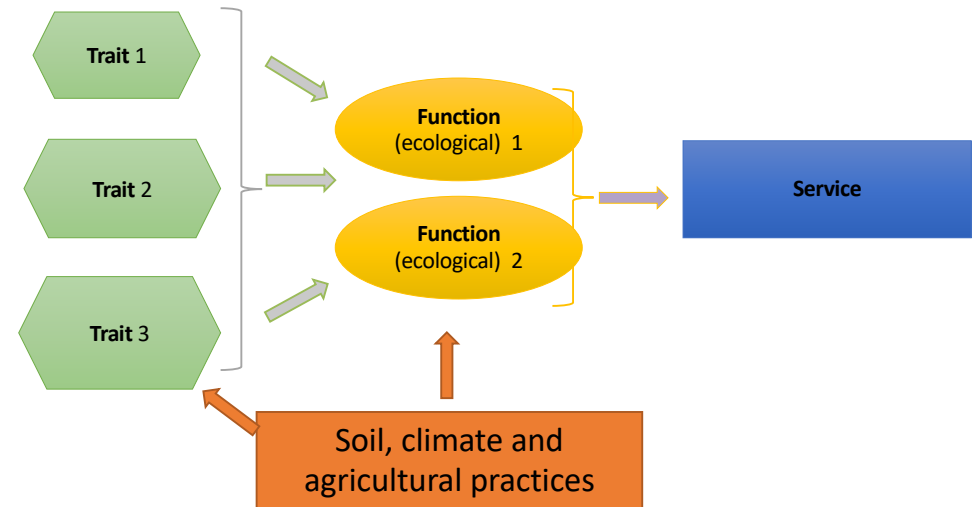 Trait 1
Trait 2
Trait 3
Function
(ecological) 1
Function
(ecological) 2
Service
Soil, climate and
agricultural practices